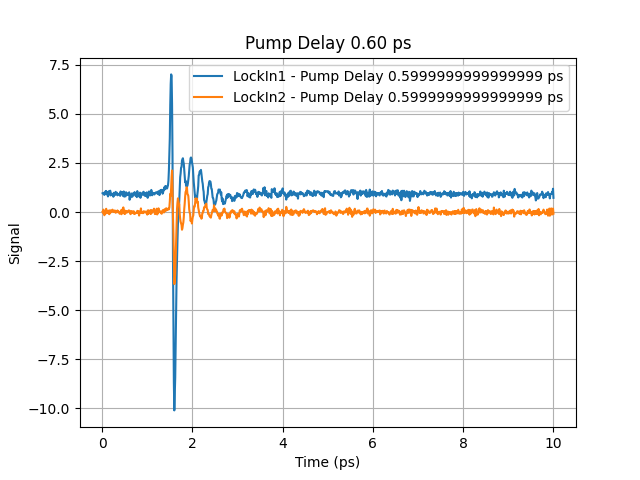 Pump Delay 0.60 ps
LockIn1 - Pump Delay 0.5999999999999999 ps
LockIn2 - Pump Delay 0.5999999999999999 ps
7.5
5.0
2.5
0.0
−2.5
−5.0
−7.5
−10.0
Signal
0 2 4 6 8 10
Time (ps)